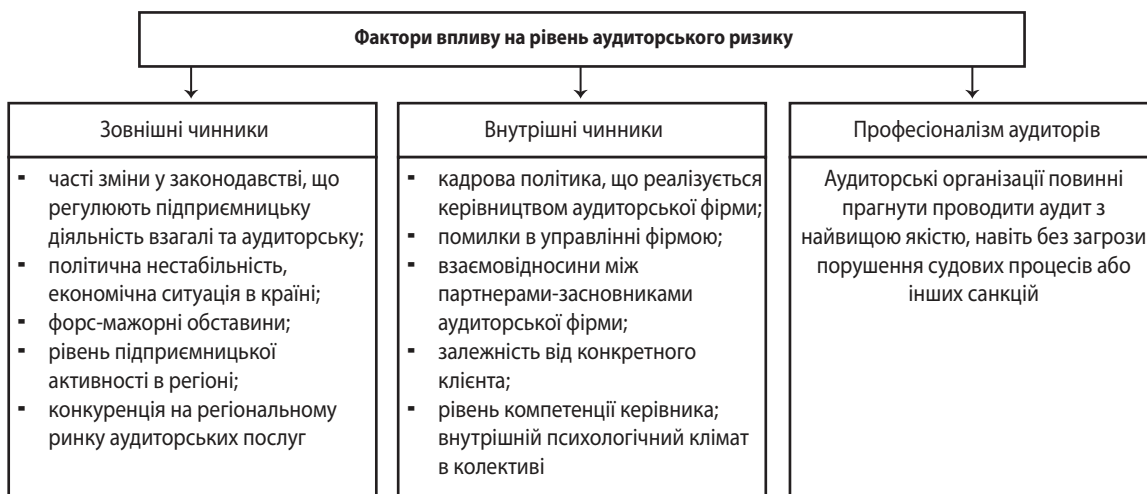 Фактори впливу на рівень аудиторського ризику
Зовнішні чинники
- часті зміни у законодавстві, що
регулюють підприємницьку
діяльність взагалі та аудиторську;
- політична нестабільність,
економічна ситуація в країні;
- форс-мажорні обставини;
- рівень підприємницької
активності в регіоні;
- конкуренція на регіональному
ринку аудиторських послуг
Внутрішні чинники
- кадрова політика, що реалізується
керівництвом аудиторської фірми;
- помилки в управлінні фірмою;
- взаємовідносини між
партнерами-засновниками
аудиторської фірми;
- залежність від конкретного
клієнта;
- рівень компетенції керівника;
внутрішній психологічний клімат
в колективі
Професіоналізм аудиторів
Аудиторські організації повинні
прагнути проводити аудит з
найвищою якістю, навіть без загрози
порушення судових процесів або
інших санкцій